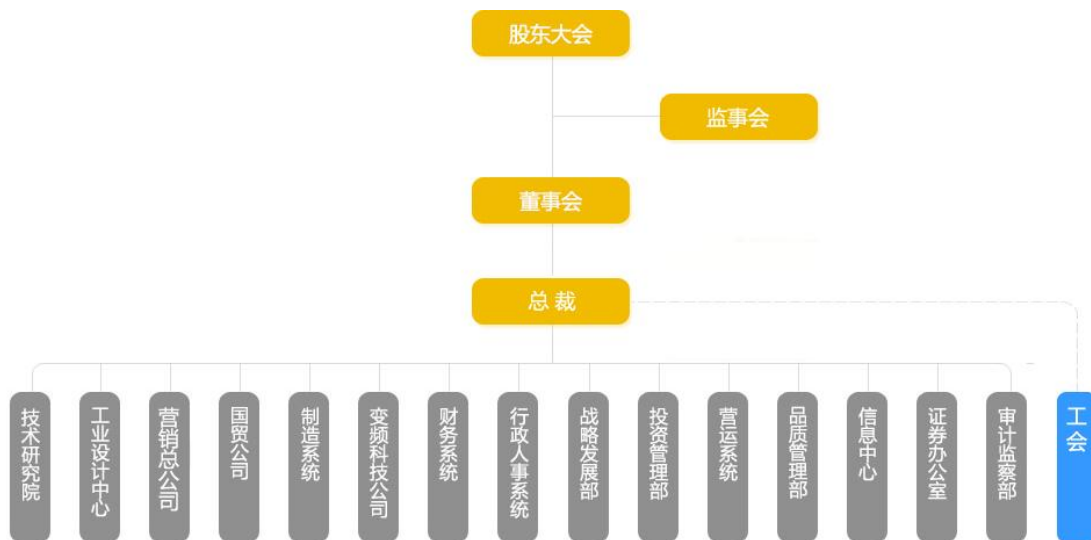 股东大会
监事会
董事会
总裁
技术研究院
工业设计中心
营销总公司
国贸公司
制造系统
变频科技公司
财务系统
行政人事系统
战略发展部
投资管理部
营运系统
品质管理部
信息中心
证券办公室
审计监察部
工会